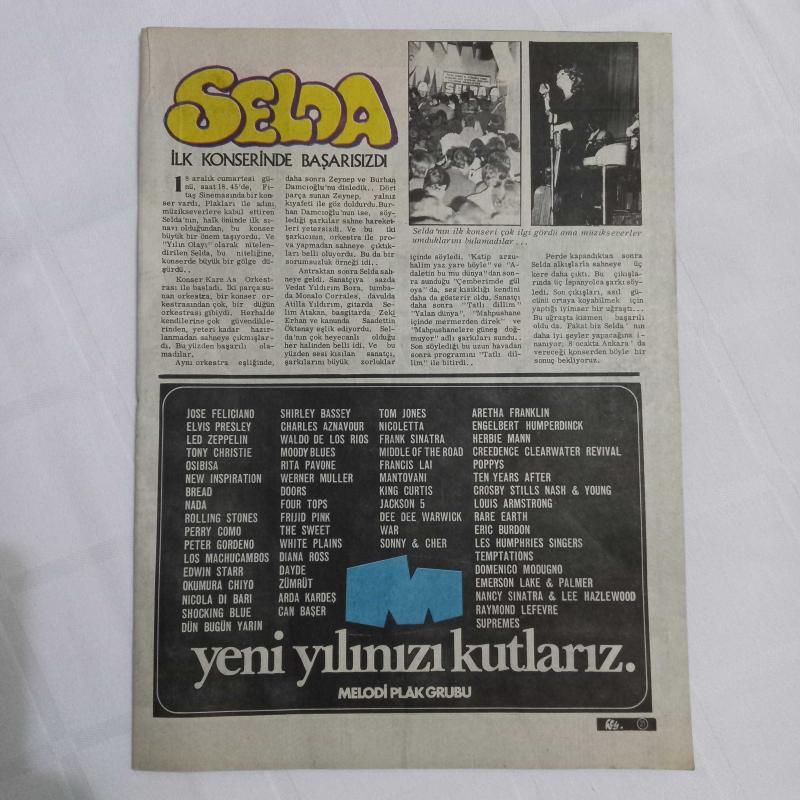 SELDA
İLK KONSERİNDE BAŞARISIZDI
18 aralık cumartesi gü-
nü, saat 18.45'de, Fi-
taş Sinemasında bir kon-
ser vardı. Plakları ile adını,
müzikseverlere kabul ettiren
Selda'nın, halk önünde ilk sı-
navı olduğundan, bu konser
büyük bir önem taşıyordu. Ve
"Yılın Olayı" olarak nitelen-
dirilen Selda, bu niteliğine,
konserde büyük bir gölge dü-
şürdü..
Konser Kare As Orkest-
rası ile başladı. İki parça su-
nan orkestra, bir konser or-
kestrasından çok, bir düğün
orkestrası gibiydi. Herhalde
kendilerine çok güvendikle-
rinden, yeteri kadar hazır-
lanmadan sahneye çıkmışlar-
dı. Bu yüzden başarılı ola-
madılar.
Aynı orkestra eşliğinde,
daha sonra Zeynep ve Burhan
Damcıoğlu'nu dinledik.. Dört
parça sunan Zeynep, yalnız
kıyafeti ile göz doldurdu. Bur-
han Damcıoğlu'nun ise, söy-
lediği şarkılar sahne hareket-
leri yetersizdi. Ve bu iki
şarkıcının, orkestra ile pro-
va yapmadan sahneye çıktık-
ları belli oluyordu. Bu da bir
sorumsuzluk örneği idi..
Antraktan sonra Selda sah-
neye geldi. Sanatçıya sazda
Vedat Yıldırım Bora, tumba-
da Monalo Corrales, davulda
Atilla Yıldırım, gitarda Se-
lim Atakan, basgitarda Zeki
Erhan ve kanunda Saadettin
Öktenay eşlik ediyordu. Sel-
da'nın çok heyecanlı olduğu
her halinden belli idi. Ve bu
yüzden sesi kısılan sanatçı,
şarkılarını büyük zorluklar
SELDA
Selda'nın ilk konseri çok ilgi gördü ama müzikseverler
umduklarını bulamadılar ...
içinde söyledi. "Katip arzu-
halim yaz yare böyle" ve "A-
daletin bu mu dünya"dan son-
ra sunduğu "Çemberimde gül
oya" da, ses kısıklığı kendini
daha da gösterir oldu. Sanatçı
daha sonra "Tatlı dillim"
"Yalan dünya", "Mahpushane
içinde mermerden direk" ve
"Mahpushanelere güneş doğ-
muyor" adlı şarkıları sundu..
Son söylediği bu uzun havadan
sonra programını "Tatlı dil-
lim" ile bitirdi..
Perde kapandıktan sonra
Selda alkışlarla sahneye üç
kere daha çıktı. Bu çıkışla-
rında üç İspanyolca şarkı söy-
ledi. Son çıkışları, asıl gü-
cünü ortaya koyabilmek için
yaptığı iyimser bir uğraştı...
Bu uğraşta kısmen başarılı
oldu da. Fakat biz Selda' nın
daha iyi şeyler yapacağına i-
nanıyor, 8 ocakta Ankara' da
vereceği konserden böyle bir
sonuç bekliyoruz.
JOSE FELICIANO
ELVIS PRESLEY
LED ZEPPELIN
TONY CHRISTIE
OSIBISA
NEW INSPIRATION
BREAD
NADA
ROLLING STONES
PERRY COMO
PETER GORDENO
LOS MACHUCAMBOS
EDWIN STARR
OKUMURA CHIYO
NICOLA DI BARI
SHOCKING BLUE
DÜN BUGÜN YARIN
SHIRLEY BASSEY
CHARLES AZNAVOUR
WALDO DE LOS RIOS
MOODY BLUES
RITA PAVONE
WERNER MULLER
DOORS
FOUR TOPS
FRIJID PINK
THE SWEET
WHITE PLAINS
DIANA ROSS
DAYDE
ZÜMRÜT
ARDA KARDEŞ
CAN BAŞER
TOM JONES
NICOLETTA
FRANK SINATRA
MIDDLE OF THE ROAD
FRANCIS LAI
MANTOVANI
KING CURTIS
JACKSON 5
DEE DEE WARWICK
WAR
SONNY & CHER
ARETHA FRANKLIN
ENGELBERT HUMPERDINCK
HERBIE MANN
CREEDENCE CLEARWATER REVIVAL
POPPYS
TEN YEARS AFTER
CROSBY STILLS NASH & YOUNG
LOUIS ARMSTRONG
RARE EARTH
ERIC BURDON
LES HUMPHRIES SINGERS
TEMPTATIONS
DOMENICO MODUGNO
EMERSON LAKE & PALMER
NANCY SINATRA & LEE HAZLEWOOD
RAYMOND LEFEVRE
SUPREMES
yeni yılınızı kutlarız.
MELODİ PLAK GRUBU